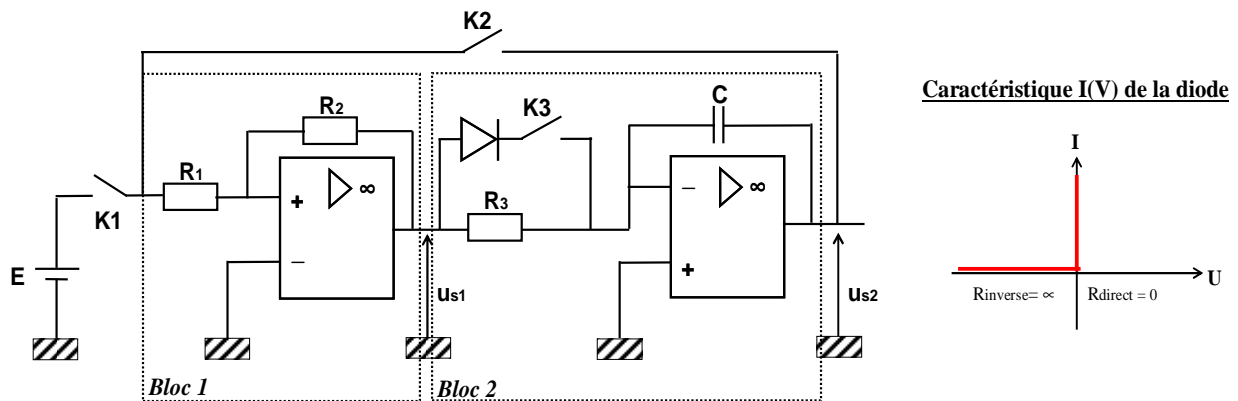 K2
Caractéristique I(V) de la diode
C
K3
R2
I
R1
▷ ∞
▷ ∞
+
−
R3
K1
−
+
E
us1
us2
U
Rinverse= ∞
Rdirect = 0
Bloc 1
Bloc 2